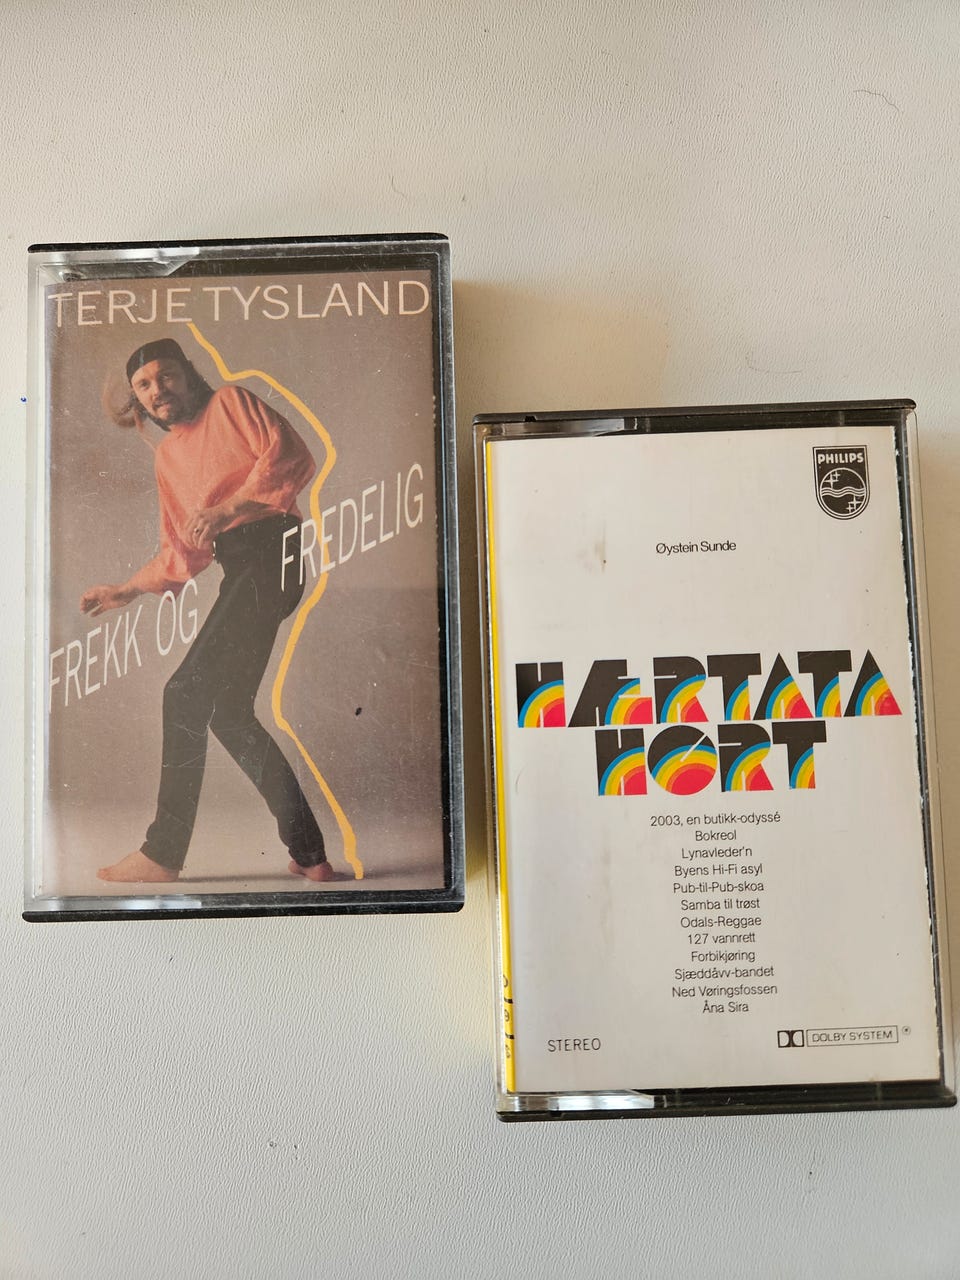 TERJE TYSLAND
FREKK OG FREDELIG
PHILIPS
Øystein Sunde
HÆRTATA
HØRT
2003, en butikk-odyssé
Bokreol
Lynavleder'n
Byens Hi-Fi asyl
Pub-til-Pub-skoa
Samba til trøst
Odals-Reggae
127 vannrett
Forbikjøring
Sjæddåvv-bandet
Ned Vøringsfossen
Åna Sira
STEREO
DOLBY SYSTEM ®